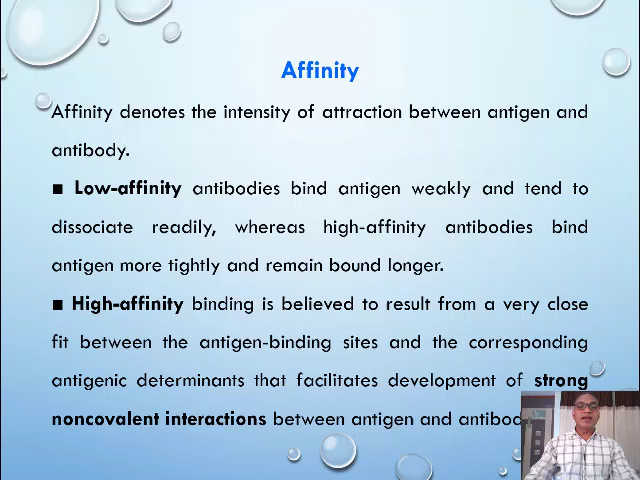 Affinity
Affinity denotes the intensity of attraction between antigen and
antibody.
▪ Low-affinity antibodies bind antigen weakly and tend to
dissociate readily, whereas high-affinity antibodies bind
antigen more tightly and remain bound longer.
▪ High-affinity binding is believed to result from a very close
fit between the antigen-binding sites and the corresponding
antigenic determinants that facilitates development of strong
noncovalent interactions between antigen and